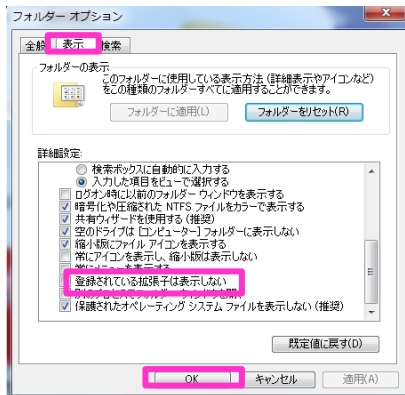 フォルダー オプション
全般 表示 検索
フォルダーの表示
このフォルダーに使用している表示方法(詳細表示やアイコンなど)
をこの種類のフォルダーすべてに適用することができます。
フォルダーに適用(L) フォルダーをリセット(R)
詳細設定:
検索ボックスに自動的に入力する
入力した項目をビューで選択する
ログオン時に以前のフォルダー ウィンドウを表示する
暗号化や圧縮された NTFS ファイルをカラーで表示する
共有ウィザードを使用する (推奨)
空のドライブは [コンピューター] フォルダーに表示しない
縮小版にファイル アイコンを表示する
常にアイコンを表示し、縮小版は表示しない
常にメニューを表示する
登録されている拡張子は表示しない
保護されたオペレーティング システム ファイルを表示しない (推奨)
既定値に戻す(D)
OK キャンセル 適用(A)